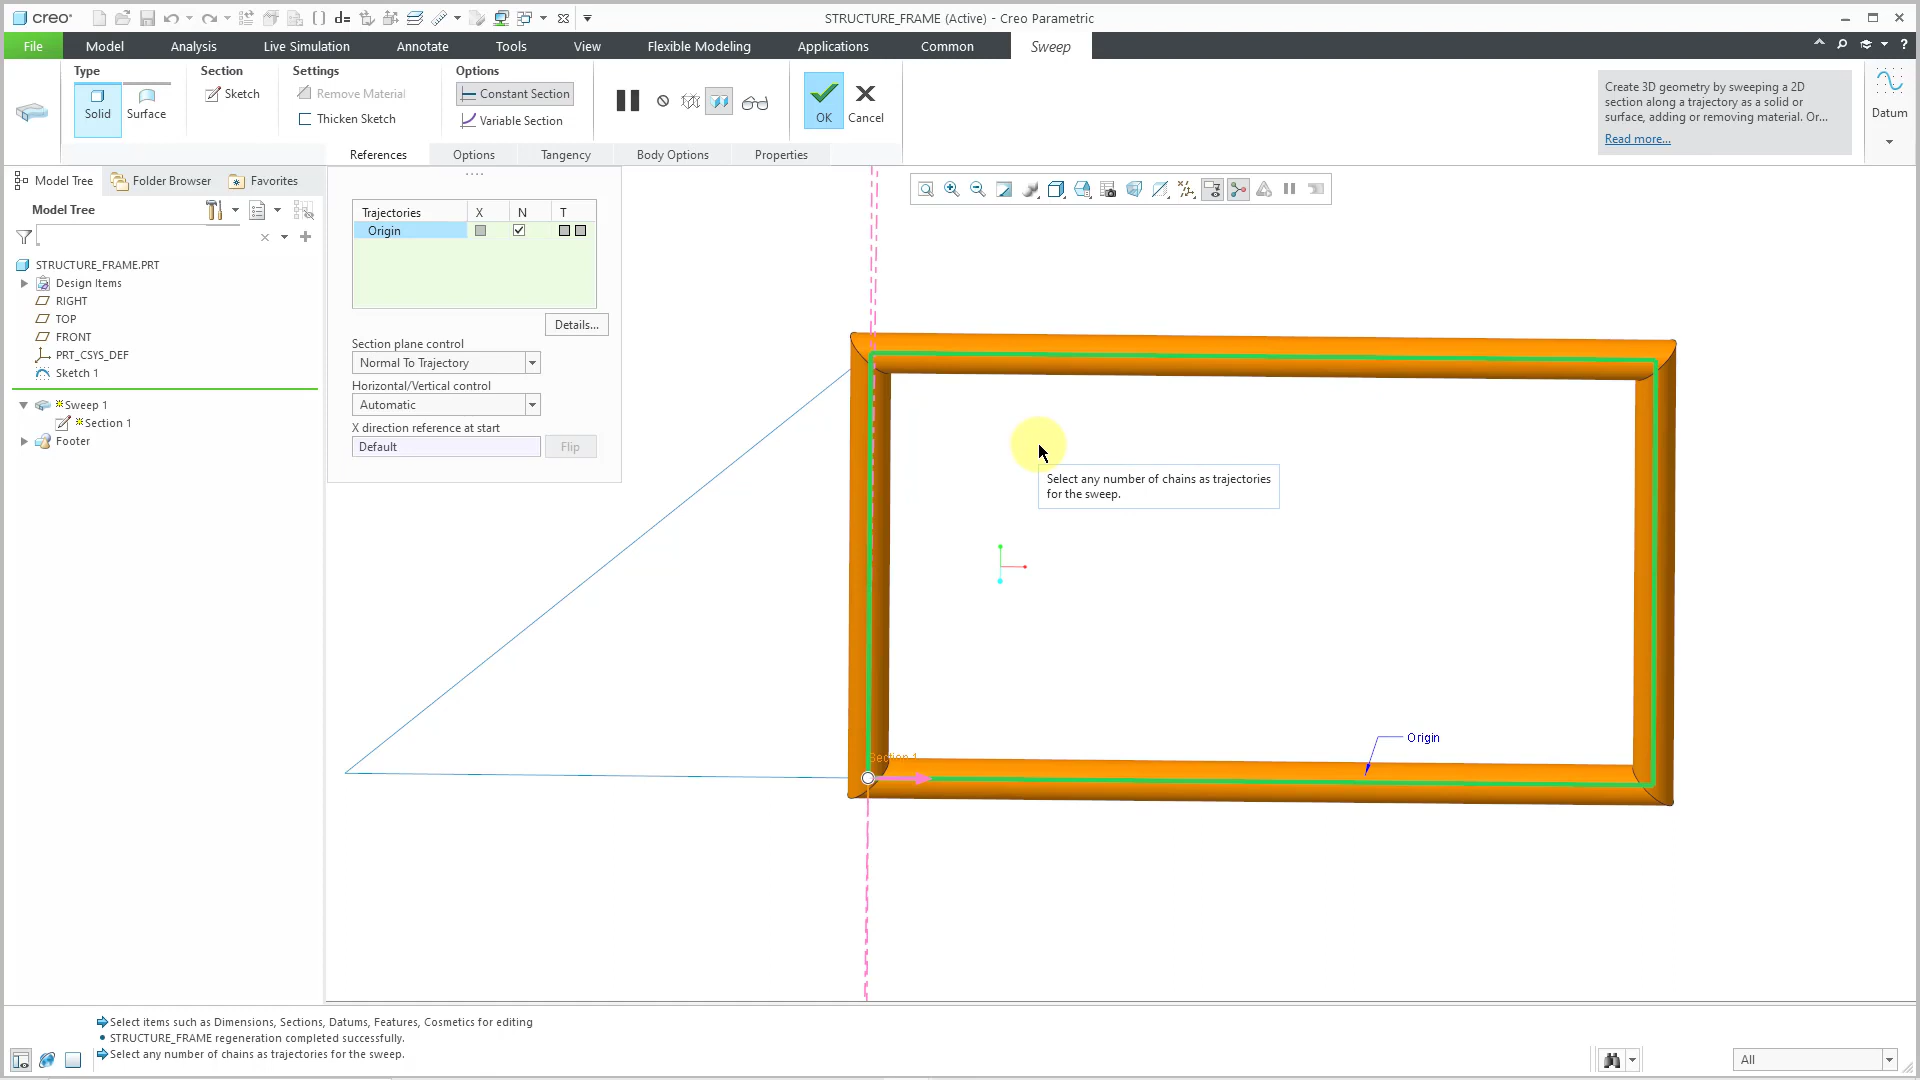 creo
d=
STRUCTURE_FRAME (Active) - Creo Parametric
File
Model
Analysis
Live Simulation
Annotate
Tools
View
Flexible Modeling
Applications
Common
Sweep
?
Type
Solid
Surface
Section
Sketch
Settings
Remove Material
Thicken Sketch
Options
Constant Section
Variable Section
OK
Cancel
Create 3D geometry by sweeping a 2D
section along a trajectory as a solid or
surface, adding or removing material. Or...
Read more...
Datum
References
Options
Tangency
Body Options
Properties
Model Tree
Folder Browser
Favorites
Model Tree
STRUCTURE_FRAME.PRT
Design Items
RIGHT
TOP
FRONT
PRT_CSYS_DEF
Sketch 1
Sweep 1
Section 1
Footer
Trajectories X N T
Origin
Details...
Section plane control
Normal To Trajectory
Horizontal/Vertical control
Automatic
X direction reference at start
Default
Flip
Select any number of chains as trajectories
for the sweep.
Origin
Section 1
Select items such as Dimensions, Sections, Datums, Features, Cosmetics for editing
• STRUCTURE_FRAME regeneration completed successfully.
Select any number of chains as trajectories for the sweep.
All